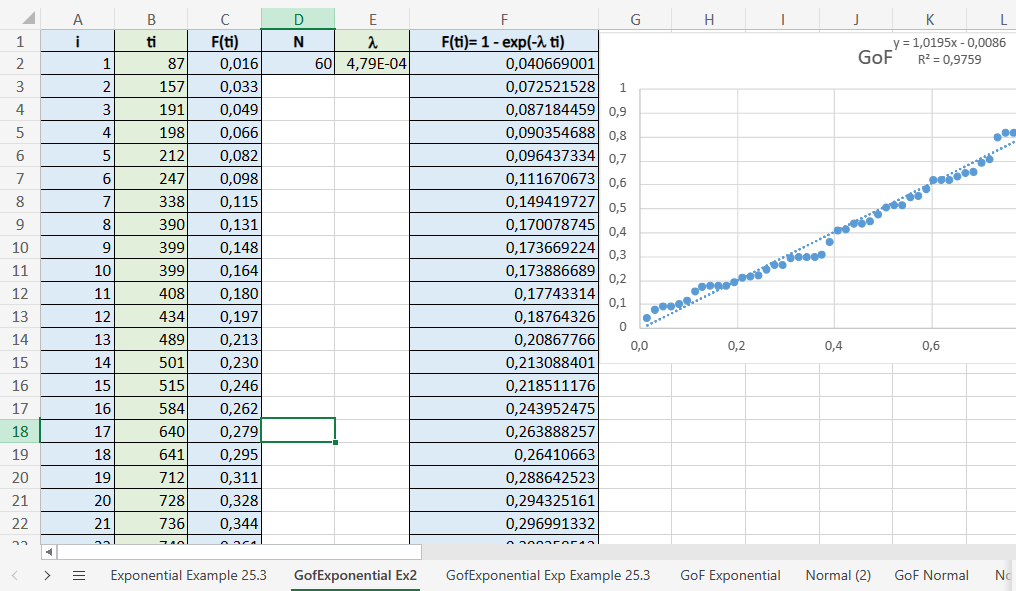 A B C D E F G H I J K L
1 i ti F(ti) N λ F(ti)= 1 - exp(-λ ti)
2 1 87 0,016 60 4,79E-04 0,040669001
3 2 157 0,033 0,072521528
4 3 191 0,049 0,087184459
5 4 198 0,066 0,090354688
6 5 212 0,082 0,096437334
7 6 247 0,098 0,111670673
8 7 338 0,115 0,149419727
9 8 390 0,131 0,170078745
10 9 399 0,148 0,173669224
11 10 399 0,164 0,173886689
12 11 408 0,180 0,17743314
13 12 434 0,197 0,18764326
14 13 489 0,213 0,20867766
15 14 501 0,230 0,213088401
16 15 515 0,246 0,218511176
17 16 584 0,262 0,243952475
18 17 640 0,279 0,263888257
19 18 641 0,295 0,26410663
20 19 712 0,311 0,288642523
21 20 728 0,328 0,294325161
22 21 736 0,344 0,296991332
GoF
y = 1,0195x - 0,0086
R² = 0,9759
1
0,9
0,8
0,7
0,6
0,5
0,4
0,3
0,2
0,1
0
0,0 0,2 0,4 0,6
Exponential Example 25.3 GofExponential Ex2 GofExponential Exp Example 25.3 GoF Exponential Normal (2) GoF Normal